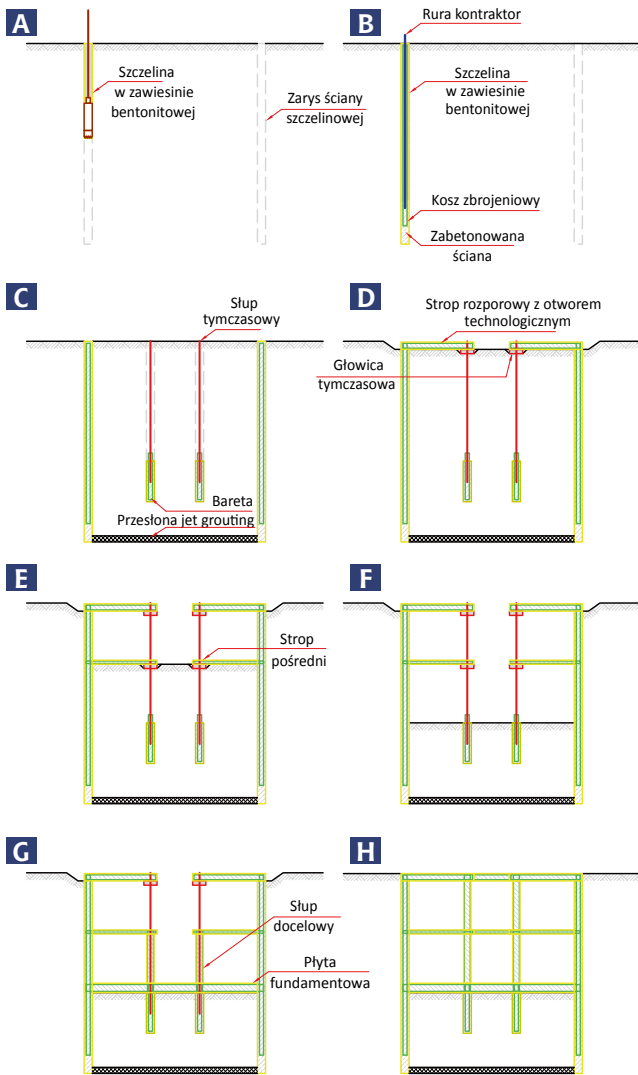 A
Szczelina
w zawiesinie
bentonitowej
Zarys ściany
szczelinowej
B
Rura kontraktor
Szczelina
w zawiesinie
bentonitowej
Kosz zbrojeniowy
Zabetonowana
ściana
C
Słup
tymczasowy
Bareta
Przesłona jet grouting
D
Strop rozporowy z otworem
technologicznym
Głowica
tymczasowa
E
Strop
pośredni
F
G
Słup
docelowy
Płyta
fundamentowa
H